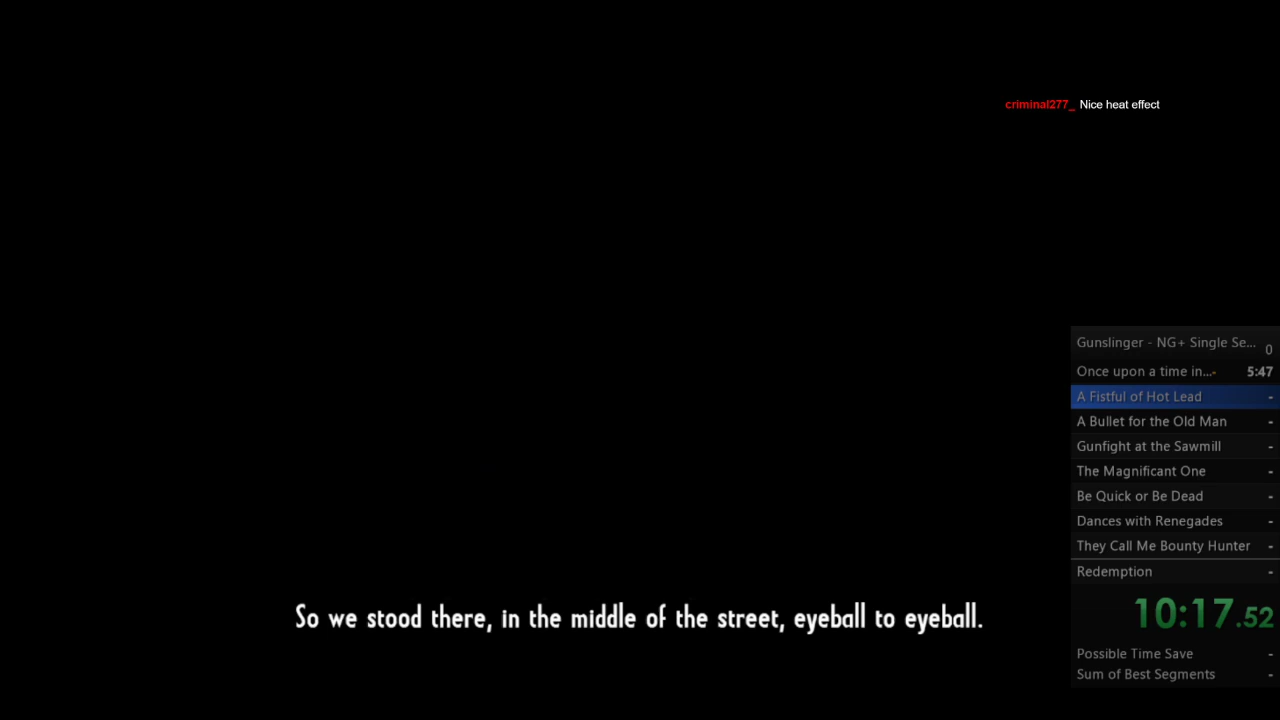 criminal277_ Nice heat effect
Gunslinger - NG+ Single Se... 0
Once upon a time in...- 5:47
A Fistful of Hot Lead -
A Bullet for the Old Man -
Gunfight at the Sawmill -
The Magnificant One -
Be Quick or Be Dead -
Dances with Renegades -
They Call Me Bounty Hunter -
Redemption -
10:17.52
Possible Time Save -
Sum of Best Segments -
So we stood there, in the middle of the street, eyeball to eyeball.